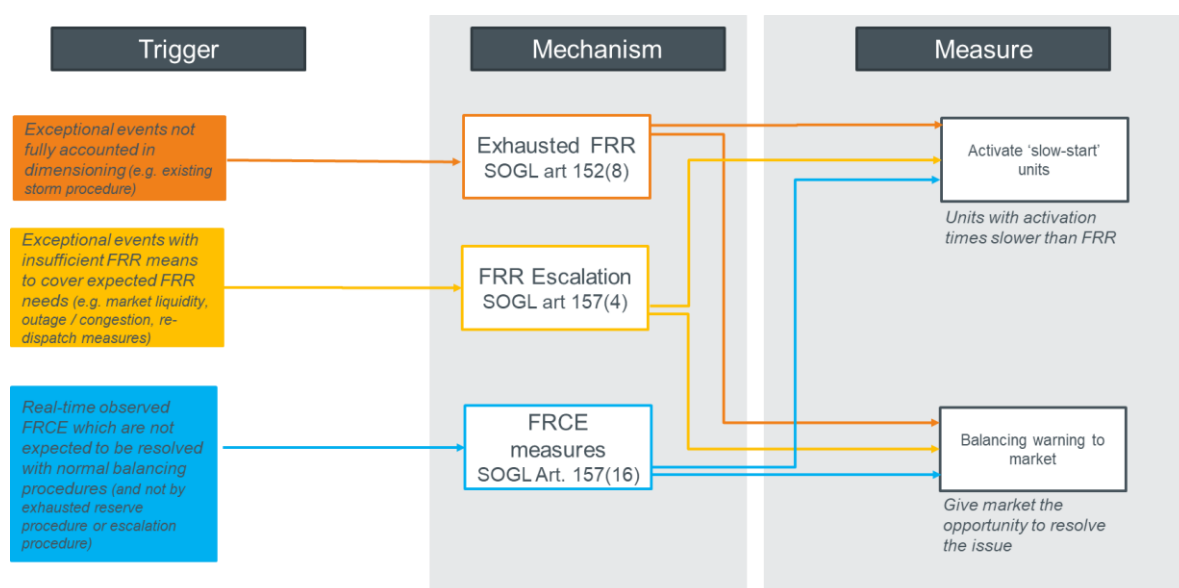 Trigger
Mechanism
Measure
Exceptional events not
fully accounted in
dimensioning (e.g. existing
storm procedure)
Exhausted FRR
SOGL art 152(8)
Activate ‘slow-start’
units
Units with activation
times slower than FRR
Exceptional events with
insufficient FRR means
to cover expected FRR
needs (e.g. market liquidity,
outage / congestion, re-
dispatch measures)
FRR Escalation
SOGL art 157(4)
Real-time observed
FRCE which are not
expected to be resolved
with normal balancing
procedures (and not by
exhausted reserve
procedure or escalation
procedure)
FRCE
measures
SOGL Art. 157(16)
Balancing warning to
market
Give market the
opportunity to resolve
the issue